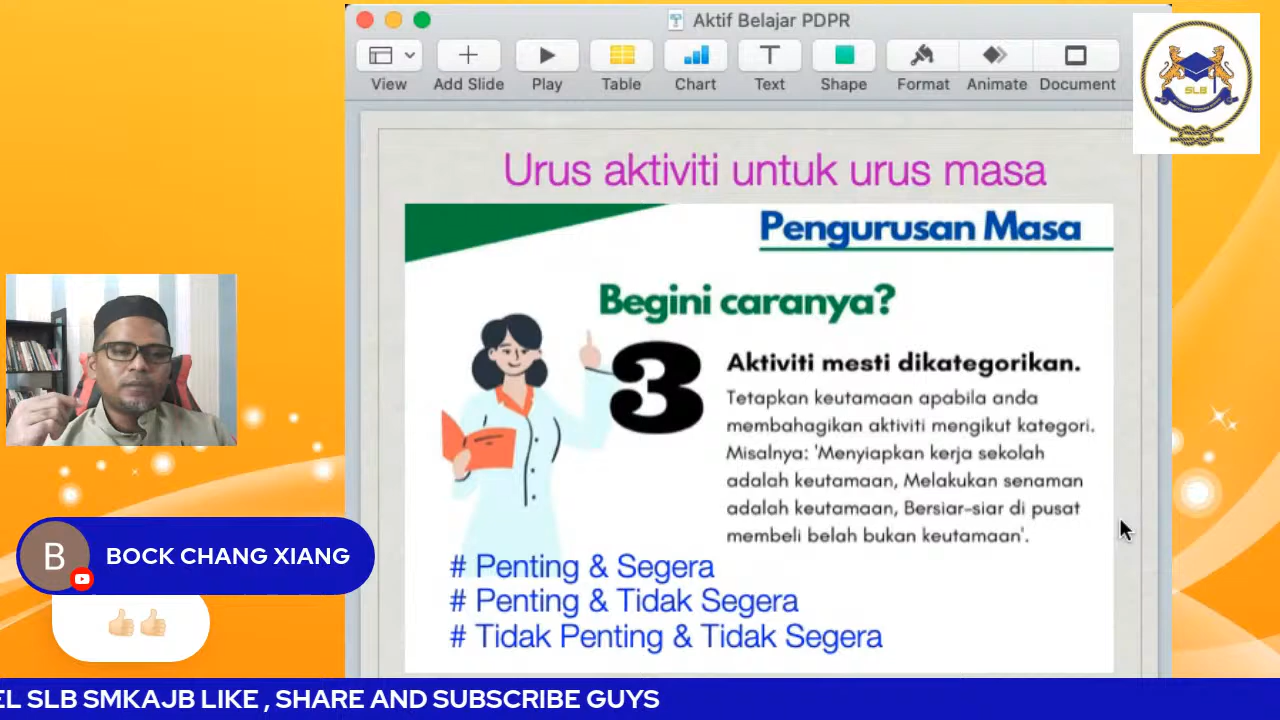 Aktif Belajar PDPR
View
Add Slide
Play
Table
Chart
Text
Shape
Format
Animate
Document
SLB
Urus aktiviti untuk urus masa
Pengurusan Masa
Begini caranya?
3
Aktiviti mesti dikategorikan.
Tetapkan keutamaan apabila anda
membahagikan aktiviti mengikut kategori.
Misalnya: 'Menyiapkan kerja sekolah
adalah keutamaan, Melakukan senaman
adalah keutamaan, Bersiar-siar di pusat
membeli belah bukan keutamaan'.
# Penting & Segera
# Penting & Tidak Segera
# Tidak Penting & Tidak Segera
B
BOCK CHANG XIANG
EL SLB SMKAJB LIKE , SHARE AND SUBSCRIBE GUYS